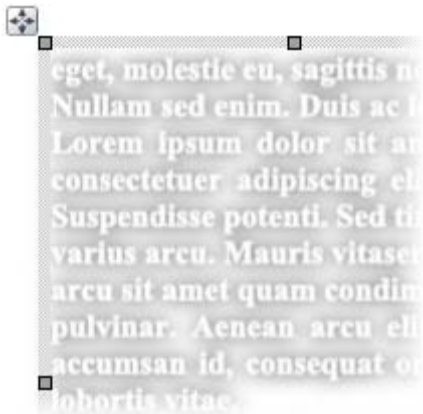 eget, molestie eu, sagittis
Nullam sed enim. Duis ac
Lorem ipsum dolor sit
consectetuer adipiscing
Suspendisse potenti. Sed
varius arcu. Mauris vitae
arcu sit amet quam
pulvinar. Aenean arcu
accumsan id, consequat
lobortis vitae.